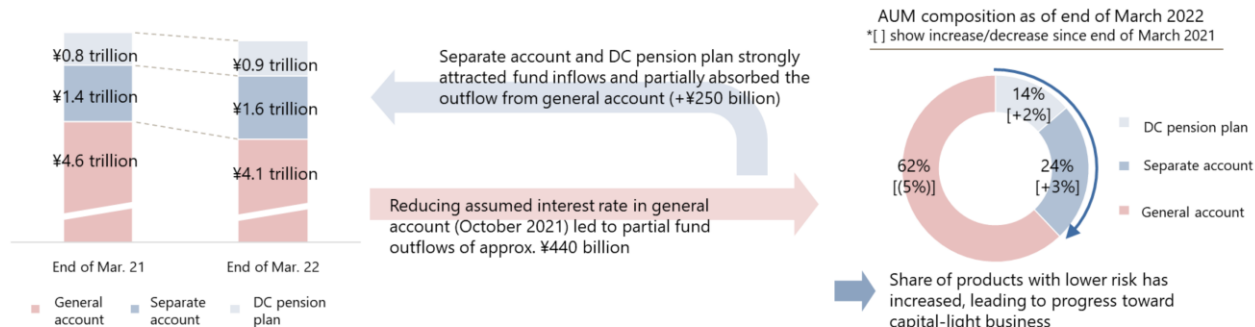 ¥0.8 trillion
¥1.4 trillion
¥4.6 trillion
¥0.9 trillion
¥1.6 trillion
¥4.1 trillion
End of Mar. 21
End of Mar. 22
General
account
Separate
account
DC pension
plan
Separate account and DC pension plan strongly
attracted fund inflows and partially absorbed the
outflow from general account (+¥250 billion)
Reducing assumed interest rate in general
account (October 2021) led to partial fund
outflows of approx. ¥440 billion
AUM composition as of end of March 2022
*[ ] show increase/decrease since end of March 2021
14%
[+2%]
62%
[(5%)]
24%
[+3%]
DC pension plan
Separate account
General account
Share of products with lower risk has
increased, leading to progress toward
capital-light business